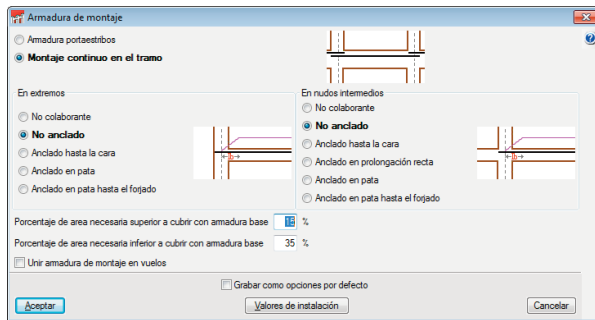 Armadura de montaje
Armadura portaestribos
Montaje continuo en el tramo
En extremos
No colaborante
No anclado
Anclado hasta la cara
Anclado en pata
Anclado en pata hasta el forjado
b
En nudos intermedios
No colaborante
No anclado
Anclado hasta la cara
Anclado en prolongación recta
Anclado en pata
Anclado en pata hasta el forjado
b
Porcentaje de area necesaria superior a cubrir con armadura base 15 %
Porcentaje de area necesaria inferior a cubrir con armadura base 35 %
Unir armadura de montaje en vuelos
Grabar como opciones por defecto
Aceptar Valores de instalación Cancelar